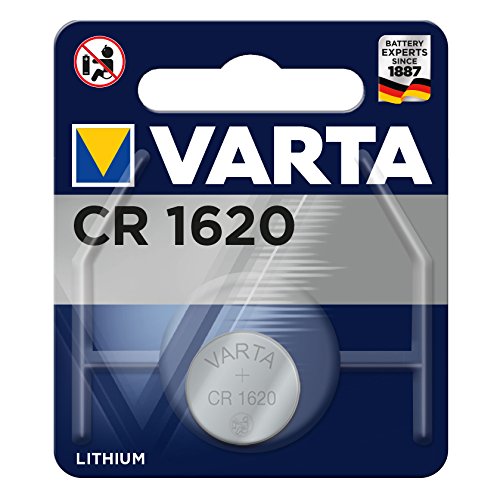 BATTERY
EXPERTS
SINCE
1887
VARTA
CR 1620
VARTA
+
CR 1620
LITHIUM